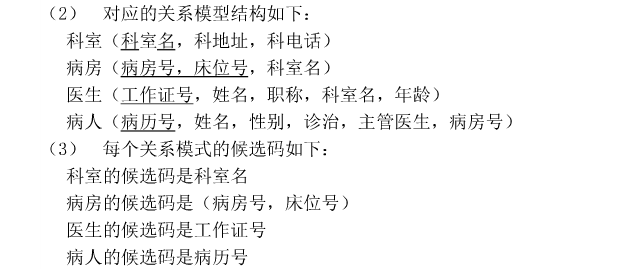 （2） 对应的关系模型结构如下：
科室（科室名，科地址，科电话）
病房（病房号，床位号，科室名）
医生（工作证号，姓名，职称，科室名，年龄）
病人（病历号，姓名，性别，诊治，主管医生，病房号）
（3） 每个关系模式的候选码如下：
科室的候选码是科室名
病房的候选码是（病房号，床位号）
医生的候选码是工作证号
病人的候选码是病历号